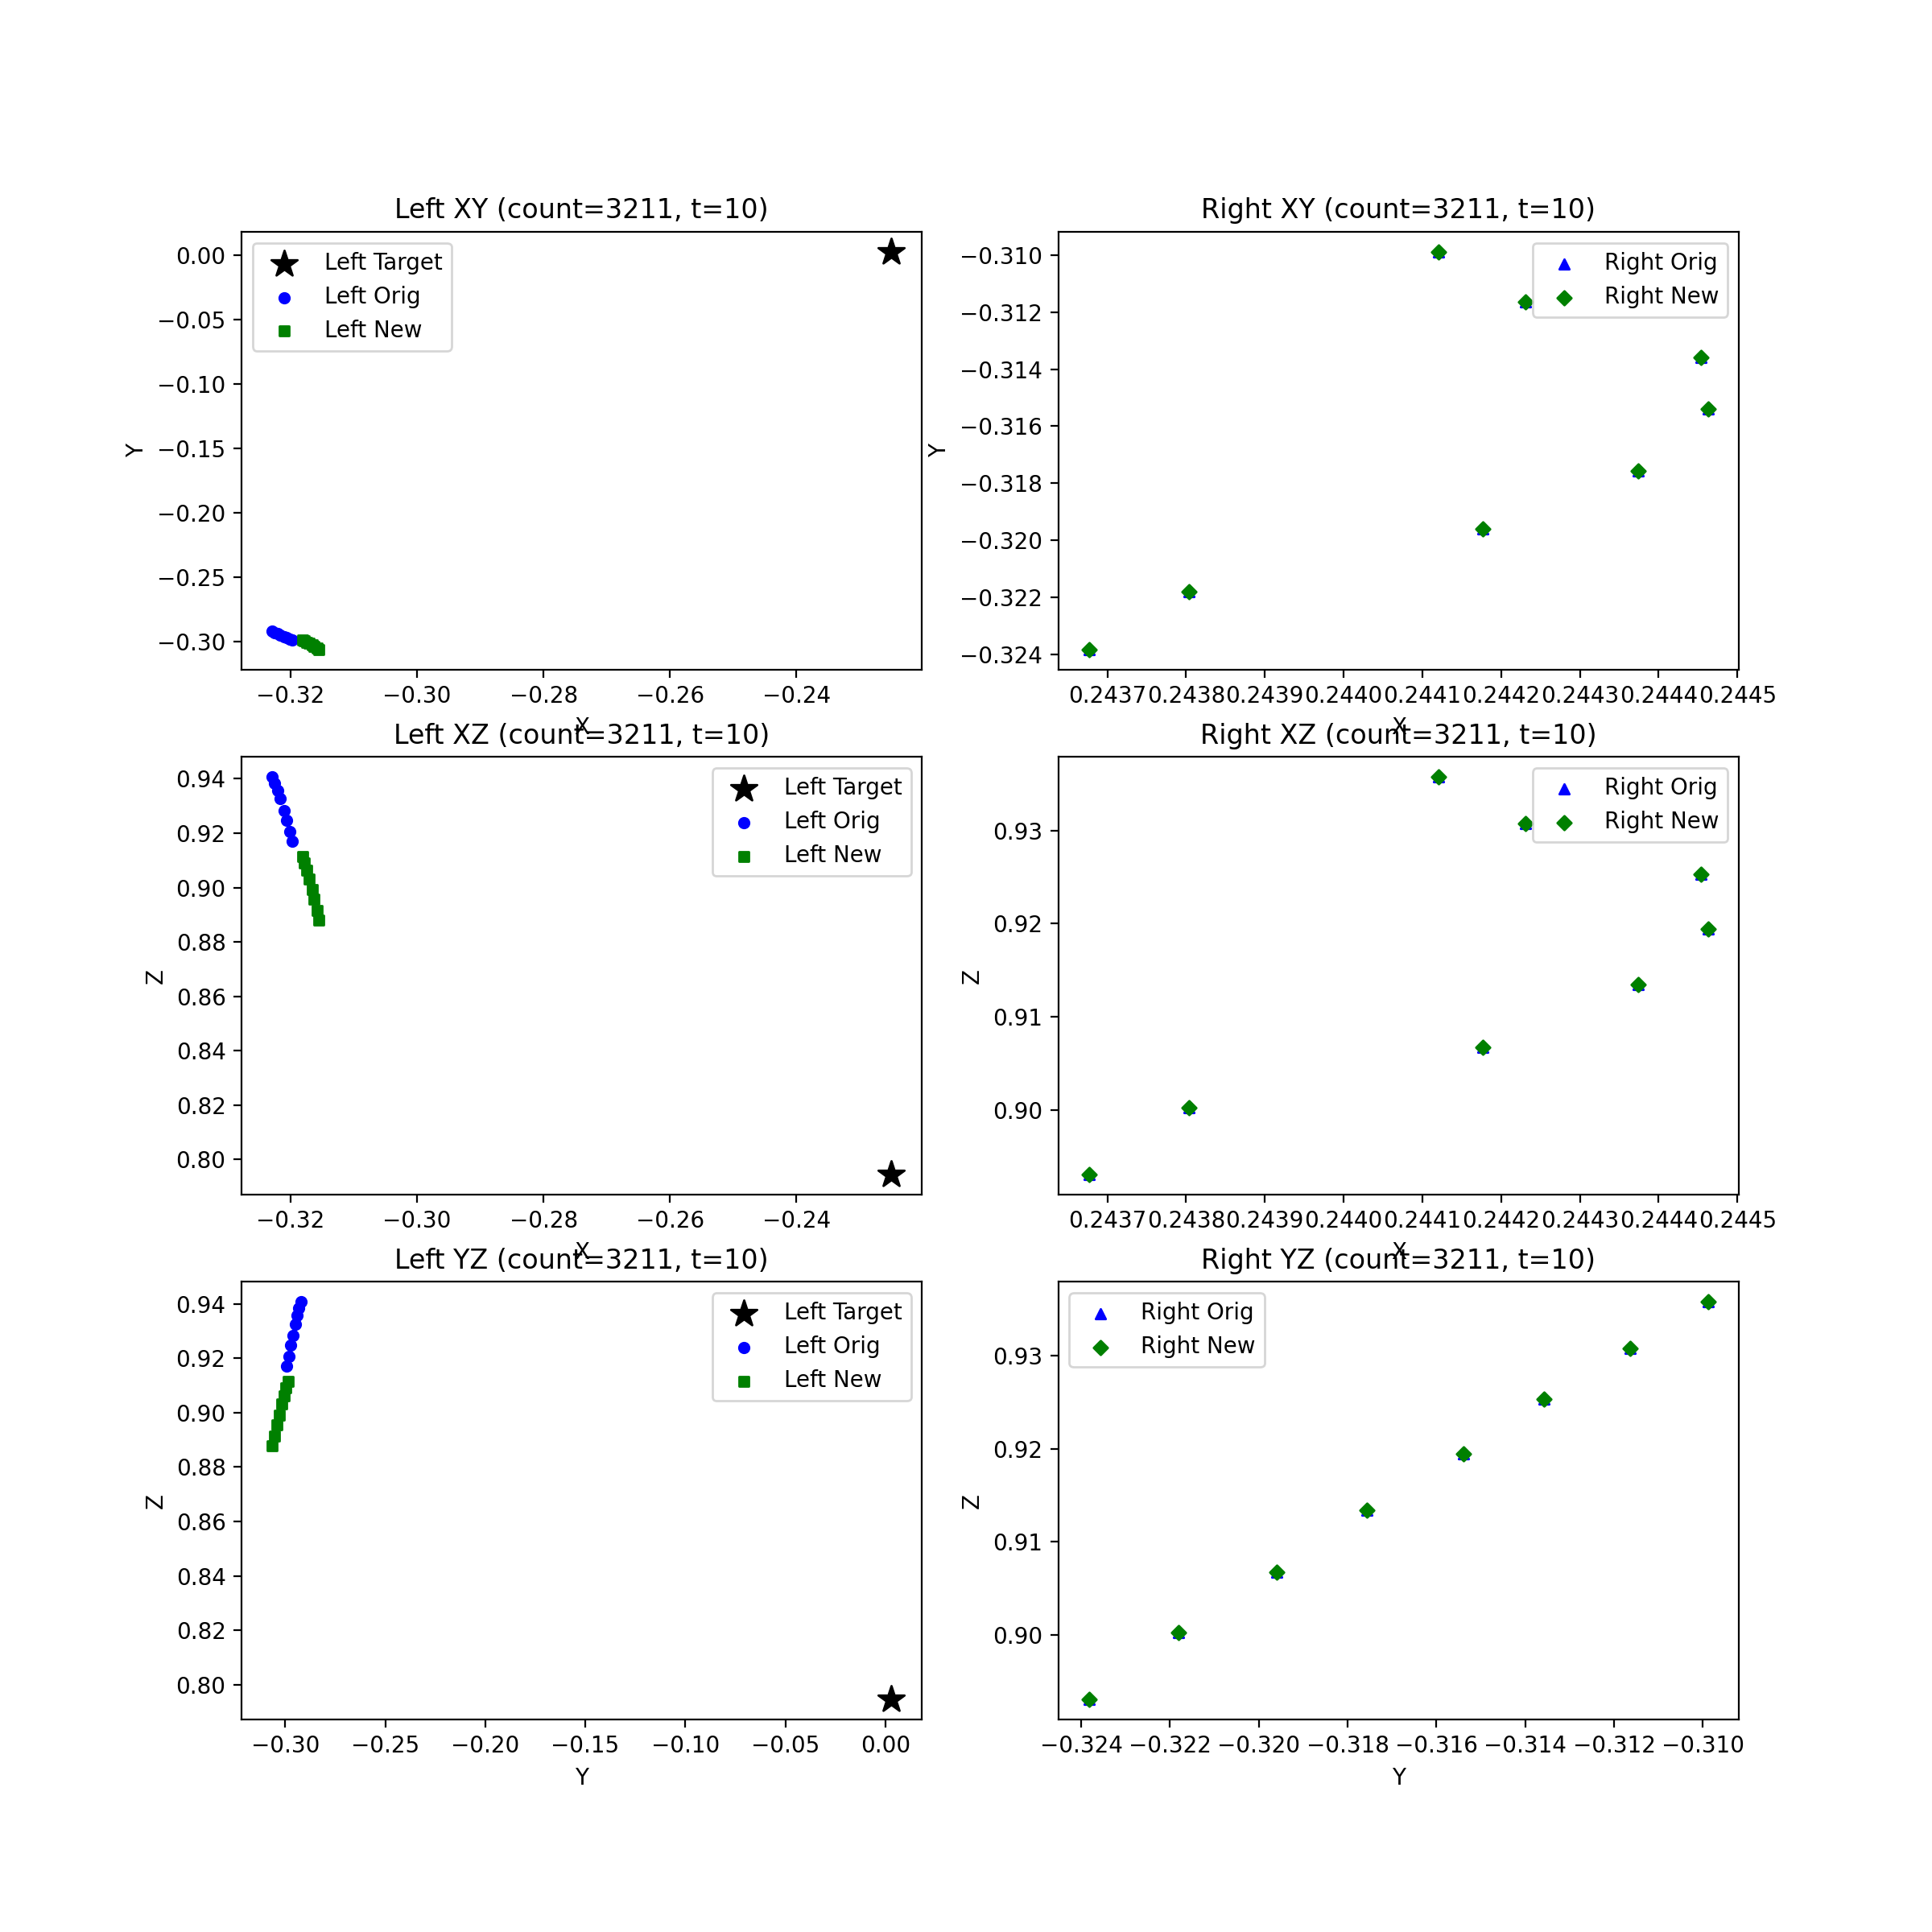 Left XY (count=3211, t=10)
Left Target
Left Orig
Left New
0.00
−0.05
−0.10
−0.15
−0.20
−0.25
−0.30
Y
−0.32 −0.30 −0.28 −0.26 −0.24
X
Right XY (count=3211, t=10)
Right Orig
Right New
−0.310
−0.312
−0.314
−0.316
−0.318
−0.320
−0.322
−0.324
Y
0.2437 0.2438 0.2439 0.2440 0.2441 0.2442 0.2443 0.2444 0.2445
X
Left XZ (count=3211, t=10)
Left Target
Left Orig
Left New
0.94
0.92
0.90
0.88
0.86
0.84
0.82
0.80
Z
−0.32 −0.30 −0.28 −0.26 −0.24
X
Right XZ (count=3211, t=10)
Right Orig
Right New
0.93
0.92
0.91
0.90
Z
0.2437 0.2438 0.2439 0.2440 0.2441 0.2442 0.2443 0.2444 0.2445
X
Left YZ (count=3211, t=10)
Left Target
Left Orig
Left New
0.94
0.92
0.90
0.88
0.86
0.84
0.82
0.80
Z
−0.30 −0.25 −0.20 −0.15 −0.10 −0.05 0.00
Y
Right YZ (count=3211, t=10)
Right Orig
Right New
0.93
0.92
0.91
0.90
Z
−0.324 −0.322 −0.320 −0.318 −0.316 −0.314 −0.312 −0.310
Y